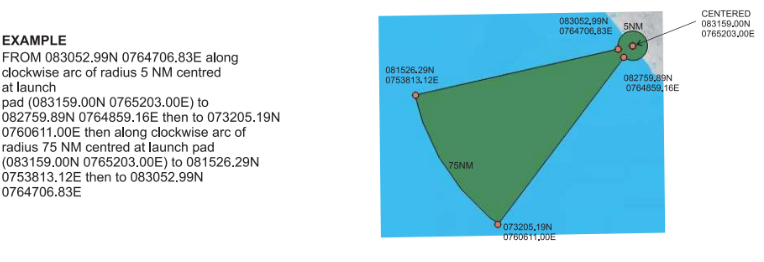 EXAMPLE
FROM 083052.99N 0764706.83E along
clockwise arc of radius 5 NM centred
at launch
pad (083159.00N 0765203.00E) to
082759.89N 0764859.16E then to 073205.19N
0760611.00E then along clockwise arc of
radius 75 NM centred at launch pad
(083159.00N 0765203.00E) to 081526.29N
0753813.12E then to 083052.99N
0764706.83E
CENTERED
083159.00N
0765203.00E
083052.99N
0764706.83E
5NM
081526.29N
0753813.12E
082759.89N
0764859.16E
75NM
073205.19N
0760611.00E